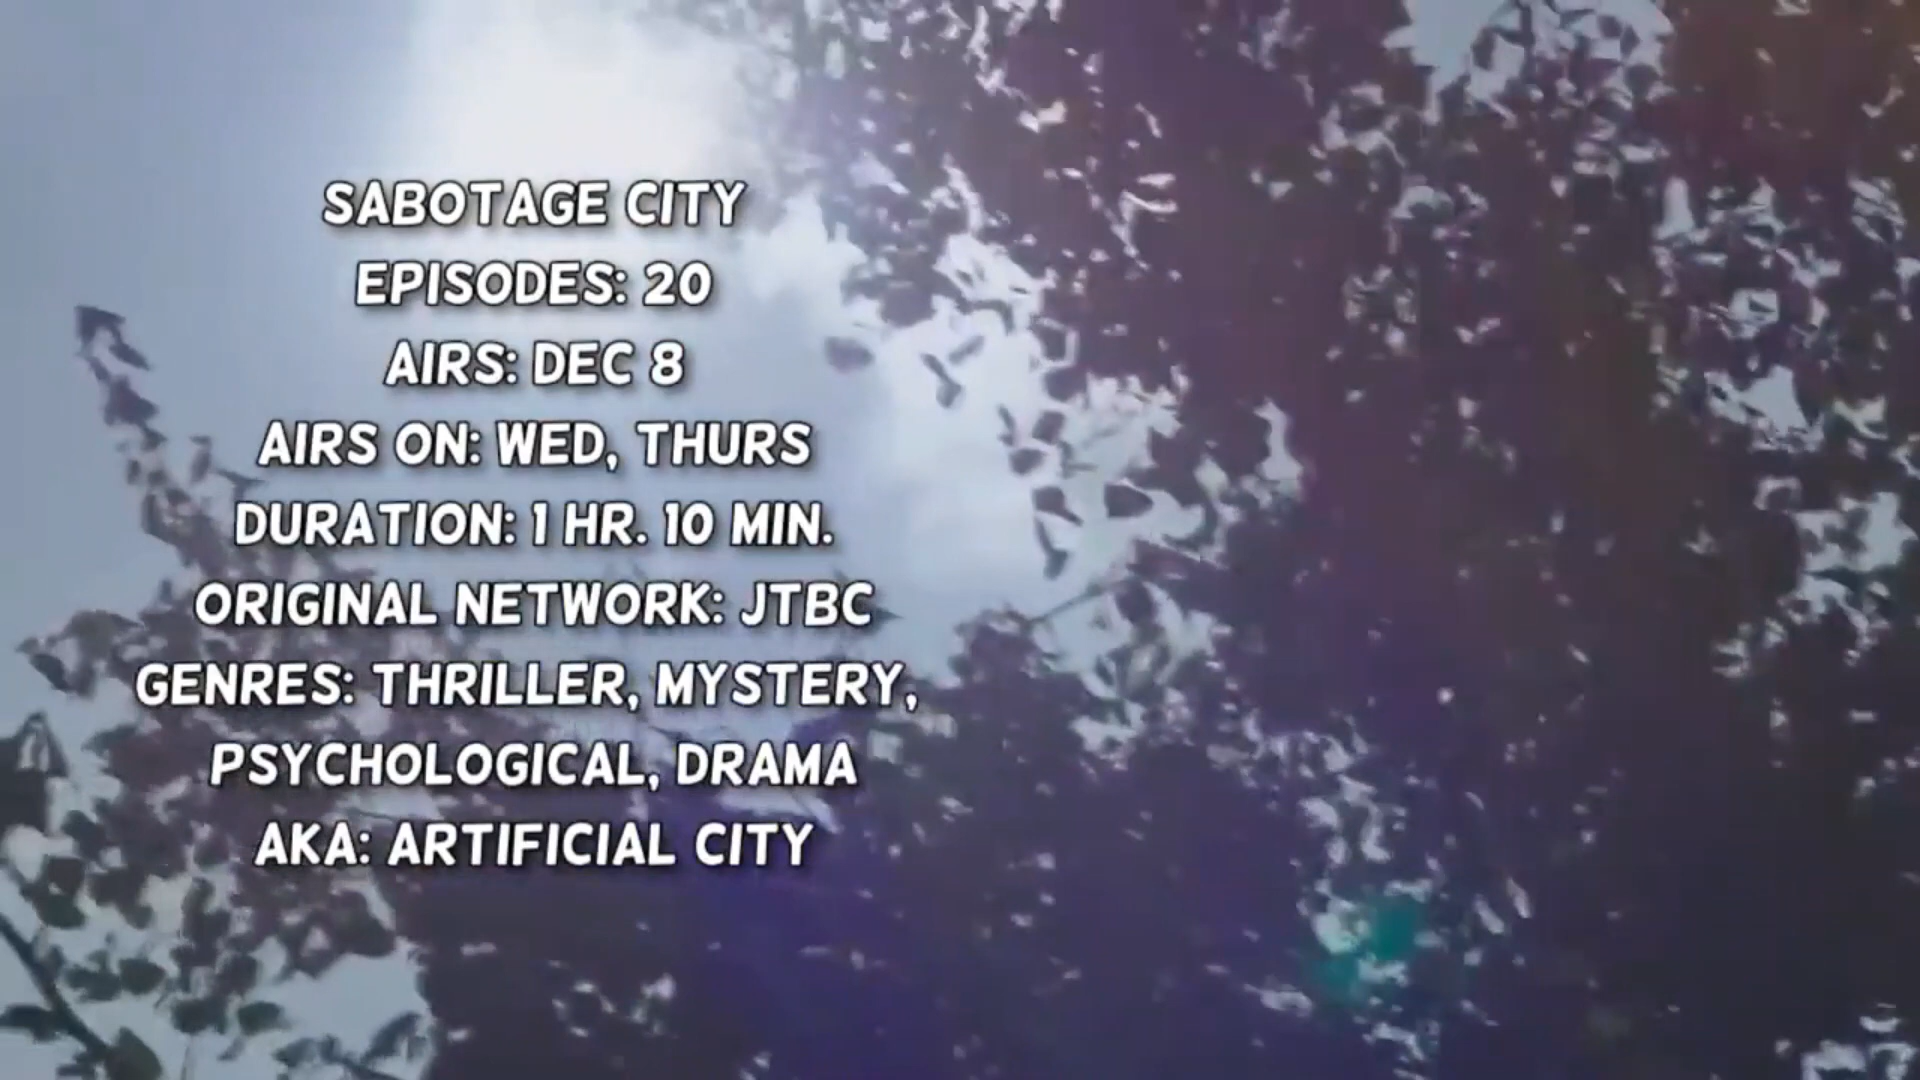 SABOTAGE CITY
EPISODES: 20
AIRS: DEC 8
AIRS ON: WED, THURS
DURATION: 1 HR. 10 MIN.
ORIGINAL NETWORK: JTBC
GENRES: THRILLER, MYSTERY,
PSYCHOLOGICAL, DRAMA
AKA: ARTIFICIAL CITY